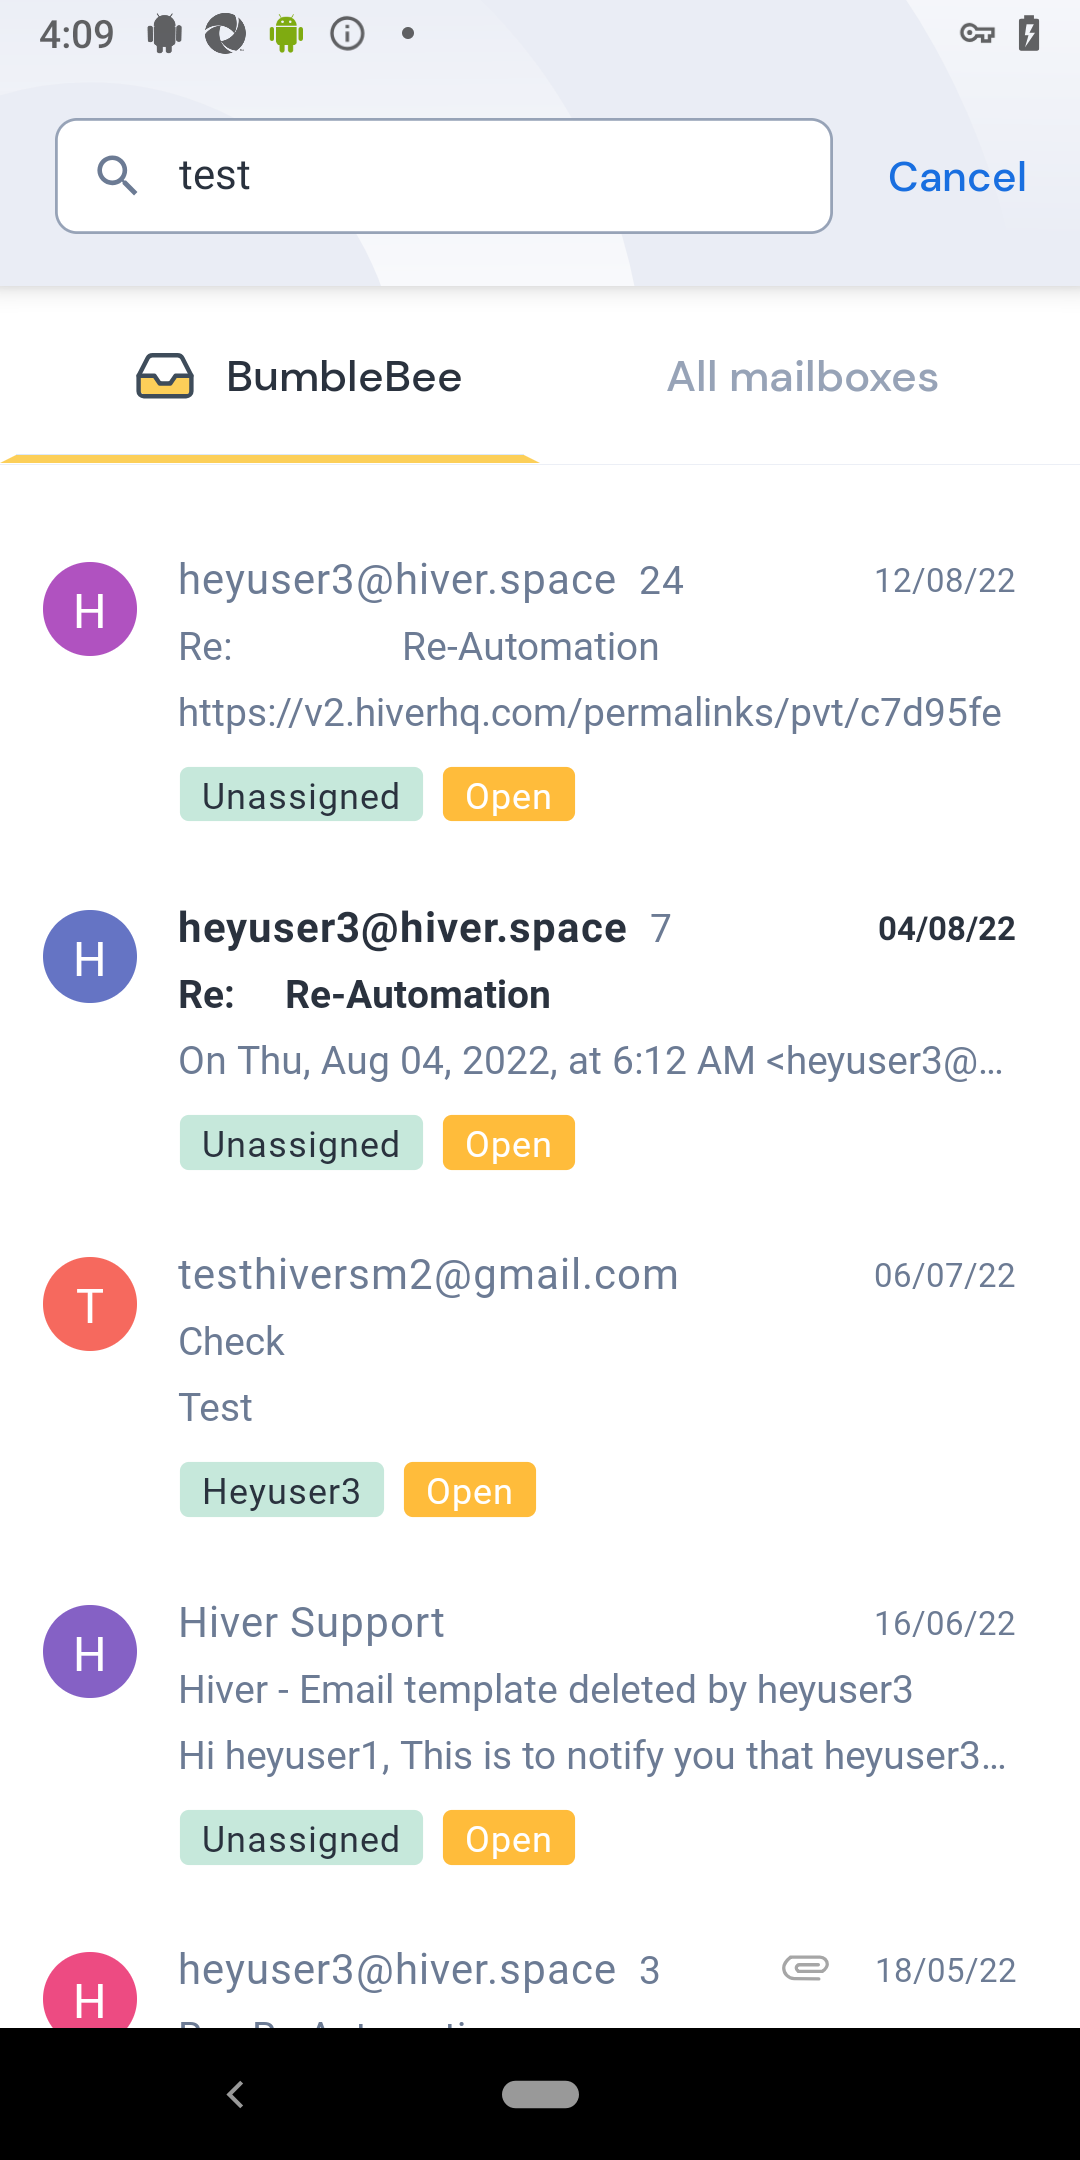 4:09
test
Cancel
BumbleBee
All mailboxes
H
heyuser3@hiver.space 24
12/08/22
Re: Re-Automation
https://v2.hiverhq.com/permalinks/pvt/c7d95fe
Unassigned Open
H
heyuser3@hiver.space 7
04/08/22
Re: Re-Automation
On Thu, Aug 04, 2022, at 6:12 AM <heyuser3@...
Unassigned Open
T
testhiversm2@gmail.com
06/07/22
Check
Test
Heyuser3 Open
H
Hiver Support
16/06/22
Hiver - Email template deleted by heyuser3
Hi heyuser1, This is to notify you that heyuser3...
Unassigned Open
H
heyuser3@hiver.space 3
18/05/22